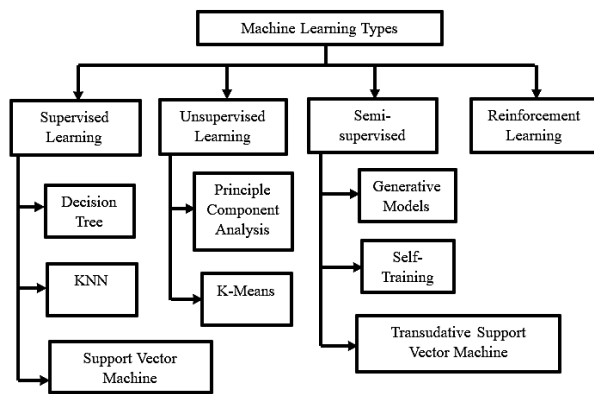 Machine Learning Types
Supervised
Learning
Unsupervised
Learning
Semi-
supervised
Reinforcement
Learning
Decision
Tree
KNN
Support Vector
Machine
Principle
Component
Analysis
K-Means
Generative
Models
Self-
Training
Transudative Support
Vector Machine